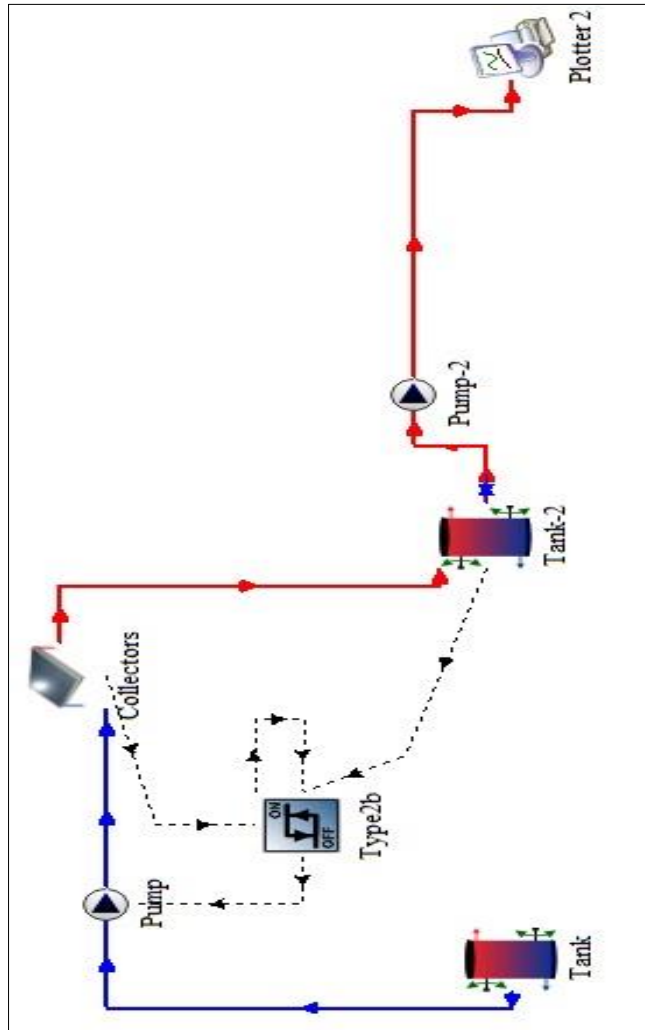 Plotter 2
Pump-2
Tank-2
Collectors
ON
OFF
Type2b
Pump
Tank